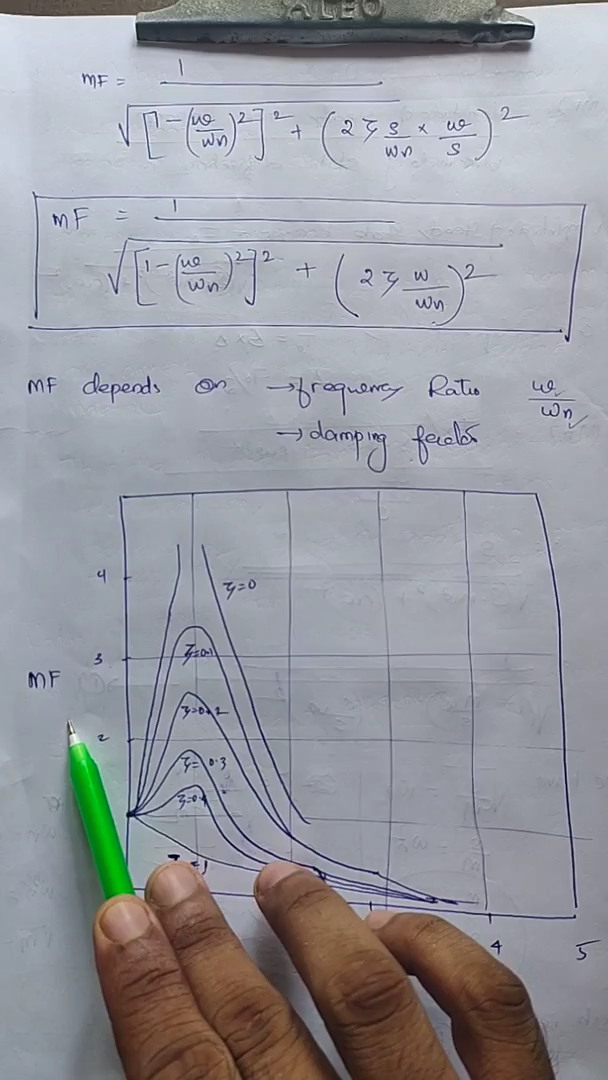 ALFO
MF = 1
√[1-(ω/ωn)²]² + (2ζ s/ωn × ω/s)²
MF = 1
√[1-(ω/ωn)²]² + (2ζ ω/ωn)²
MF depends on → frequency Ratio ω/ωn
→ damping factor
4
ζ=0
3
ζ=0.1
MF
ζ=0.2
2
ζ=0.3
ζ=0.4
=1
4 5